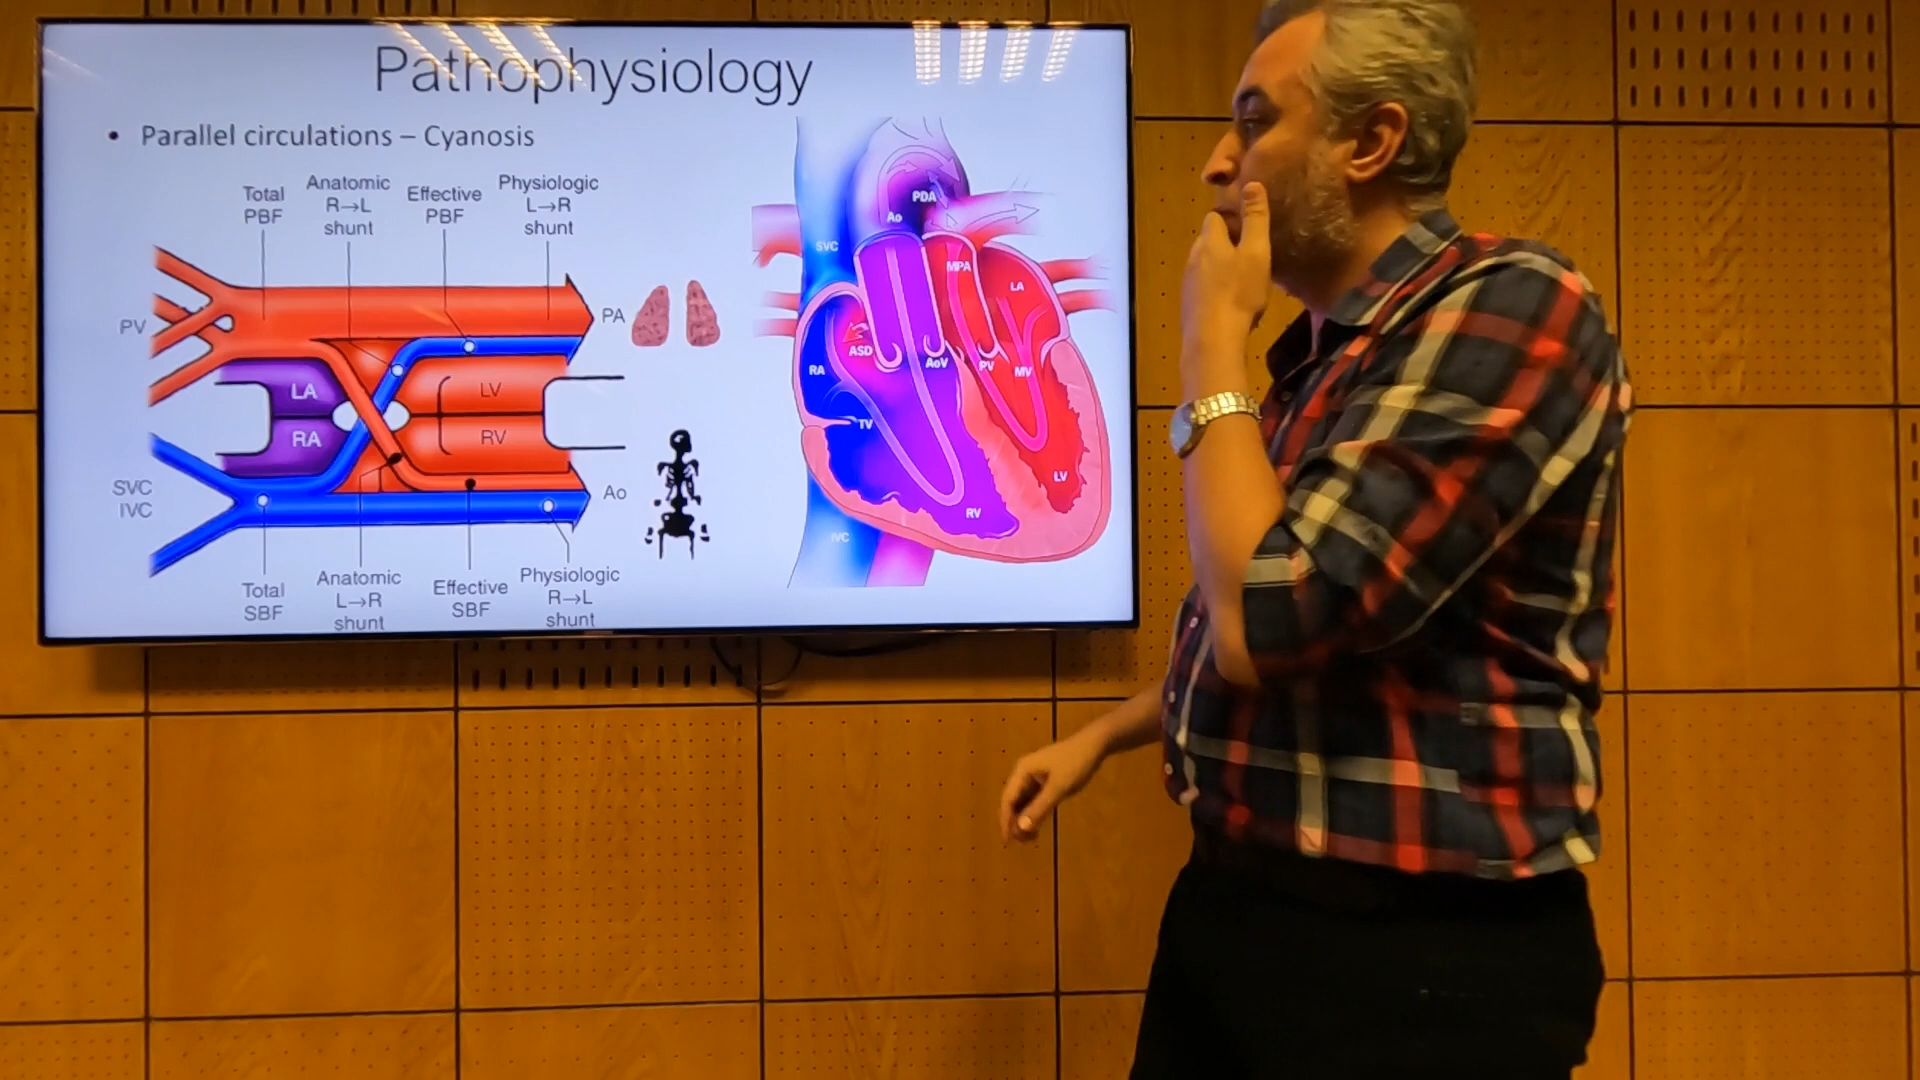 Pathophysiology
• Parallel circulations – Cyanosis
Total
PBF
Anatomic
R→L
shunt
Effective
PBF
Physiologic
L→R
shunt
PV
PA
LA
LV
RA
RV
SVC
IVC
Ao
Total
SBF
Anatomic
L→R
shunt
Effective
SBF
Physiologic
R→L
shunt
PDA
Ao
SVC
MPA
LA
ASD
AoV
PV
MV
RA
TV
LV
RV
IVC